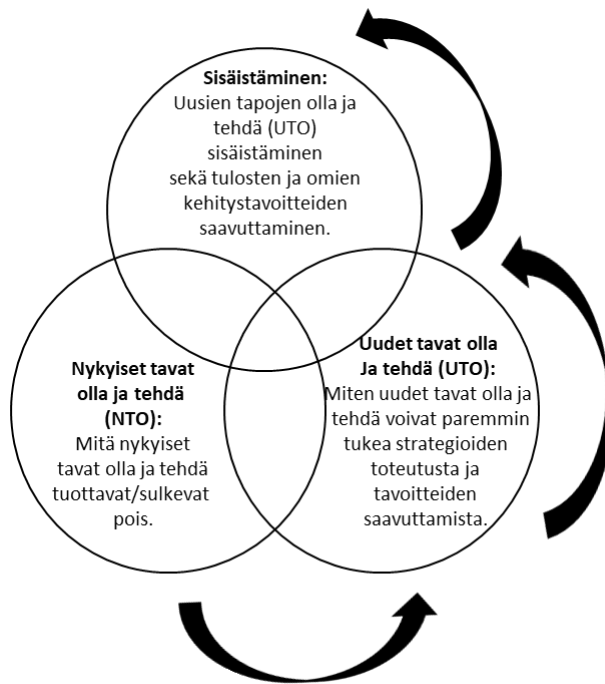 Sisäistäminen:
Uusien tapojen olla ja
tehdä (UTO)
sisäistäminen
sekä tulosten ja omien
kehitystavoitteiden
saavuttaminen.
Nykyiset tavat
olla ja tehdä
(NTO):
Mitä nykyiset
tavat olla ja tehdä
tuottavat/sulkevat
pois.
Uudet tavat olla
Ja tehdä (UTO):
Miten uudet tavat olla ja
tehdä voivat paremmin
tukea strategioiden
toteutusta ja
tavoitteiden
saavuttamista.